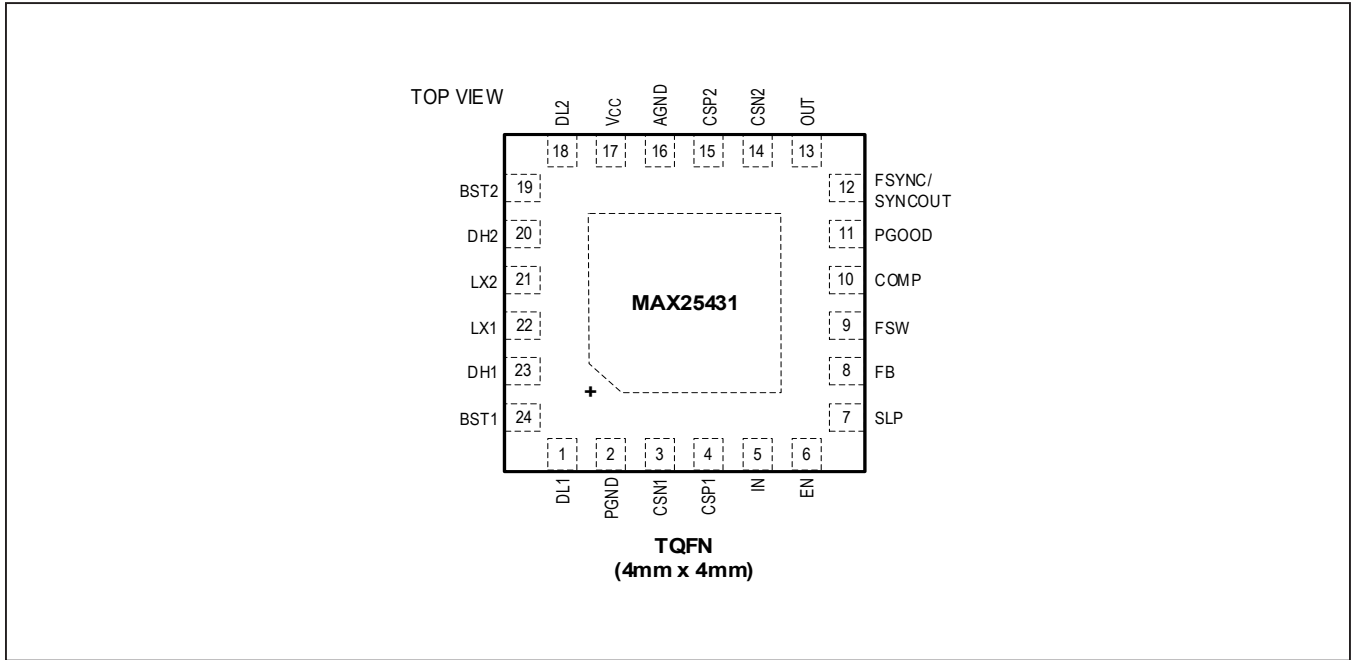 TOP VIEW
DL2
VCC
AGND
CSP2
CSN2
OUT
18
17
16
15
14
13
BST2
19
12
FSYNC/
SYNCOUT
DH2
20
11
PGOOD
LX2
21
10
COMP
MAX25431
LX1
22
9
FSW
DH1
23
8
FB
+
BST1
24
7
SLP
1
2
3
4
5
6
DL1
PGND
CSN1
CSP1
IN
EN
TQFN
(4mm x 4mm)